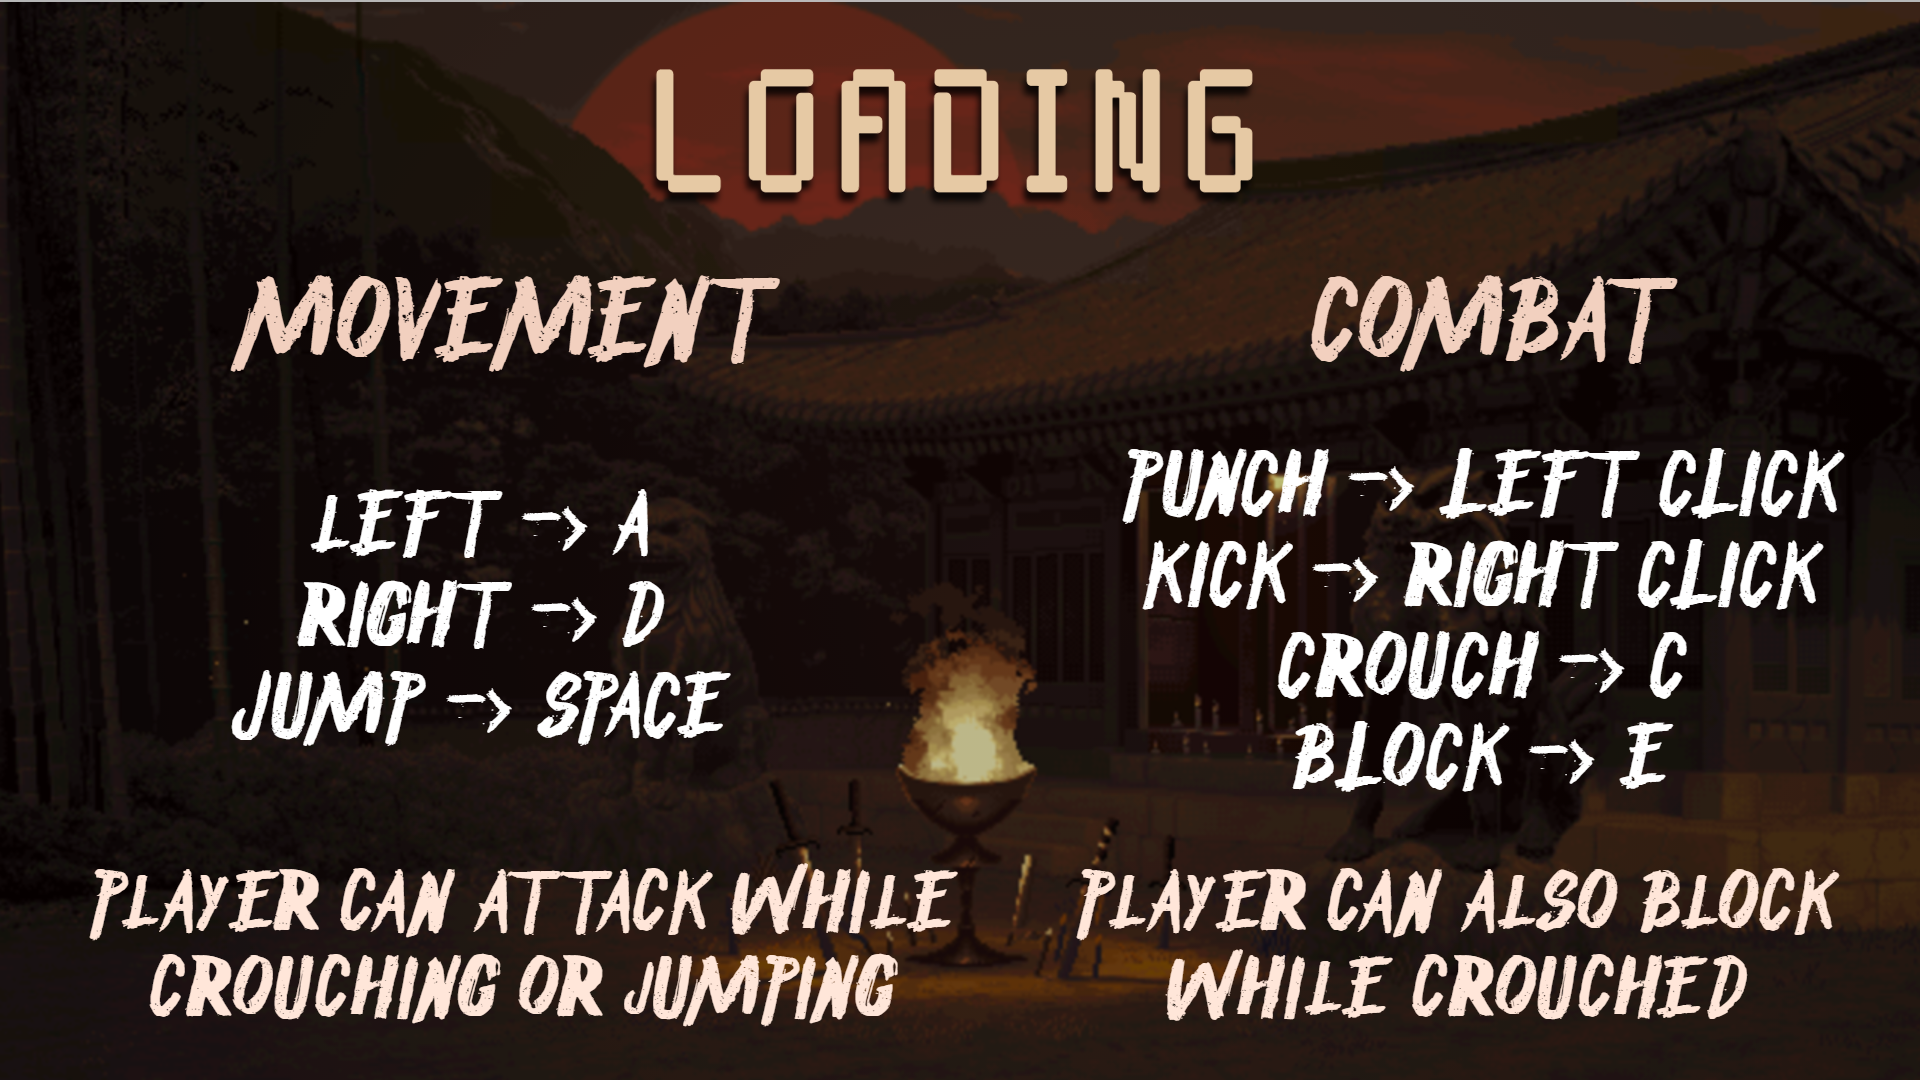 LOADING
MOVEMENT
LEFT -> A
RIGHT -> D
JUMP -> SPACE
COMBAT
PUNCH -> LEFT CLICK
KICK -> RIGHT CLICK
CROUCH -> C
BLOCK -> E
PLAYER CAN ATTACK WHILE
CROUCHING OR JUMPING
PLAYER CAN ALSO BLOCK
WHILE CROUCHED